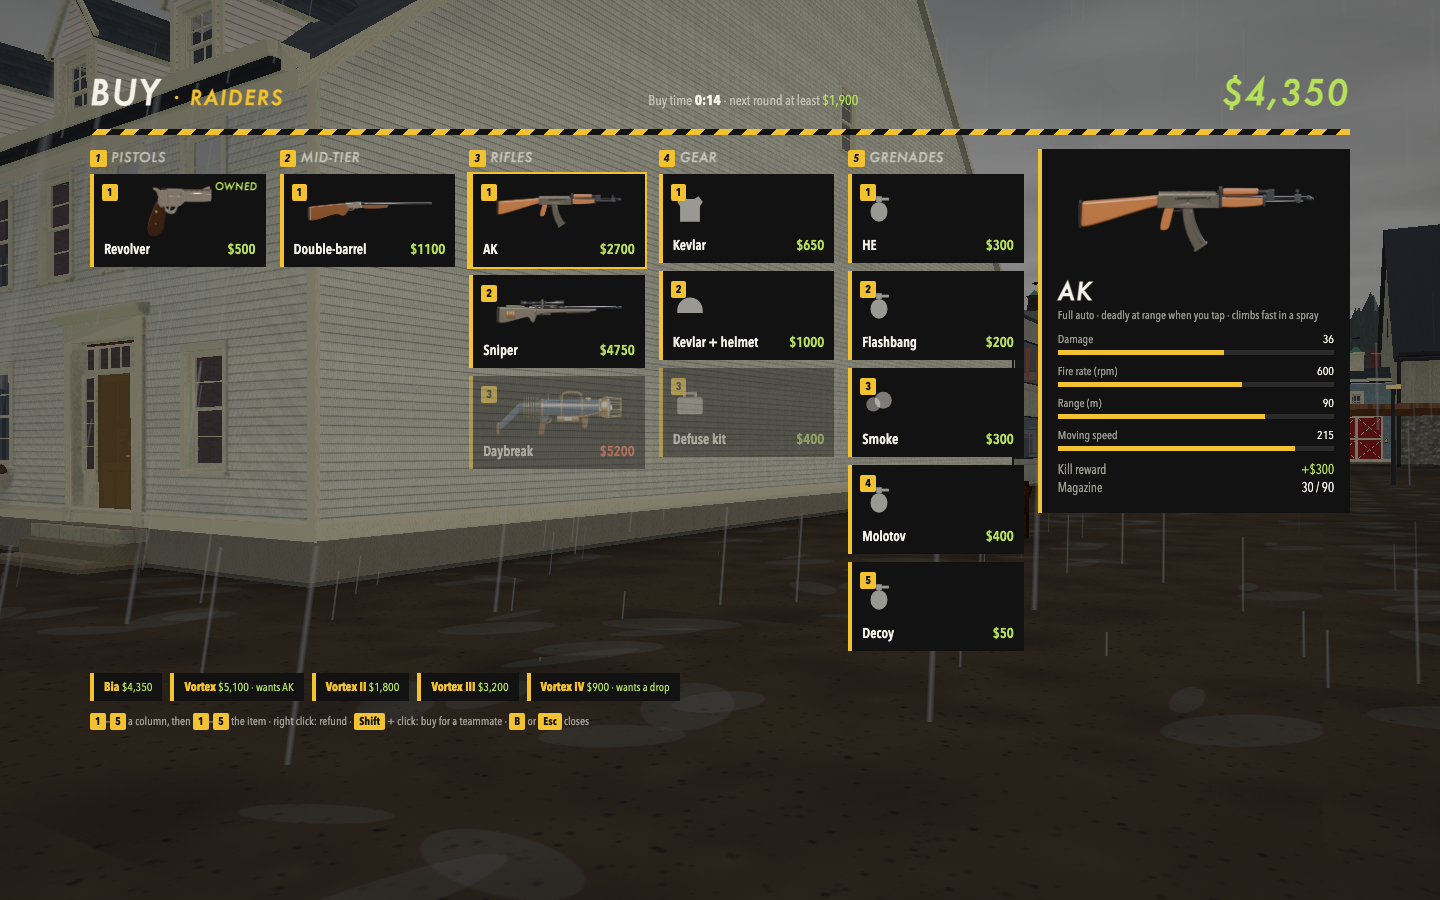 BUY · RAIDERS
Buy time 0:14 · next round at least $1,900
$4,350
1 PISTOLS
1 OWNED
Revolver $500
2 MID-TIER
1
Double-barrel $1100
3 RIFLES
1
AK $2700
2
Sniper $4750
3
Daybreak $5200
4 GEAR
1
Kevlar $650
2
Kevlar + helmet $1000
3
Defuse kit $400
5 GRENADES
1
HE $300
2
Flashbang $200
3
Smoke $300
4
Molotov $400
5
Decoy $50
AK
Full auto · deadly at range when you tap · climbs fast in a spray
Damage 36
Fire rate (rpm) 600
Range (m) 90
Moving speed 215
Kill reward +$300
Magazine 30 / 90
Bia $4,350
Vortex $5,100 · wants AK
Vortex II $1,800
Vortex III $3,200
Vortex IV $900 · wants a drop
1-5 a column, then 1-5 the item · right click: refund · Shift + click: buy for a teammate · B or Esc closes